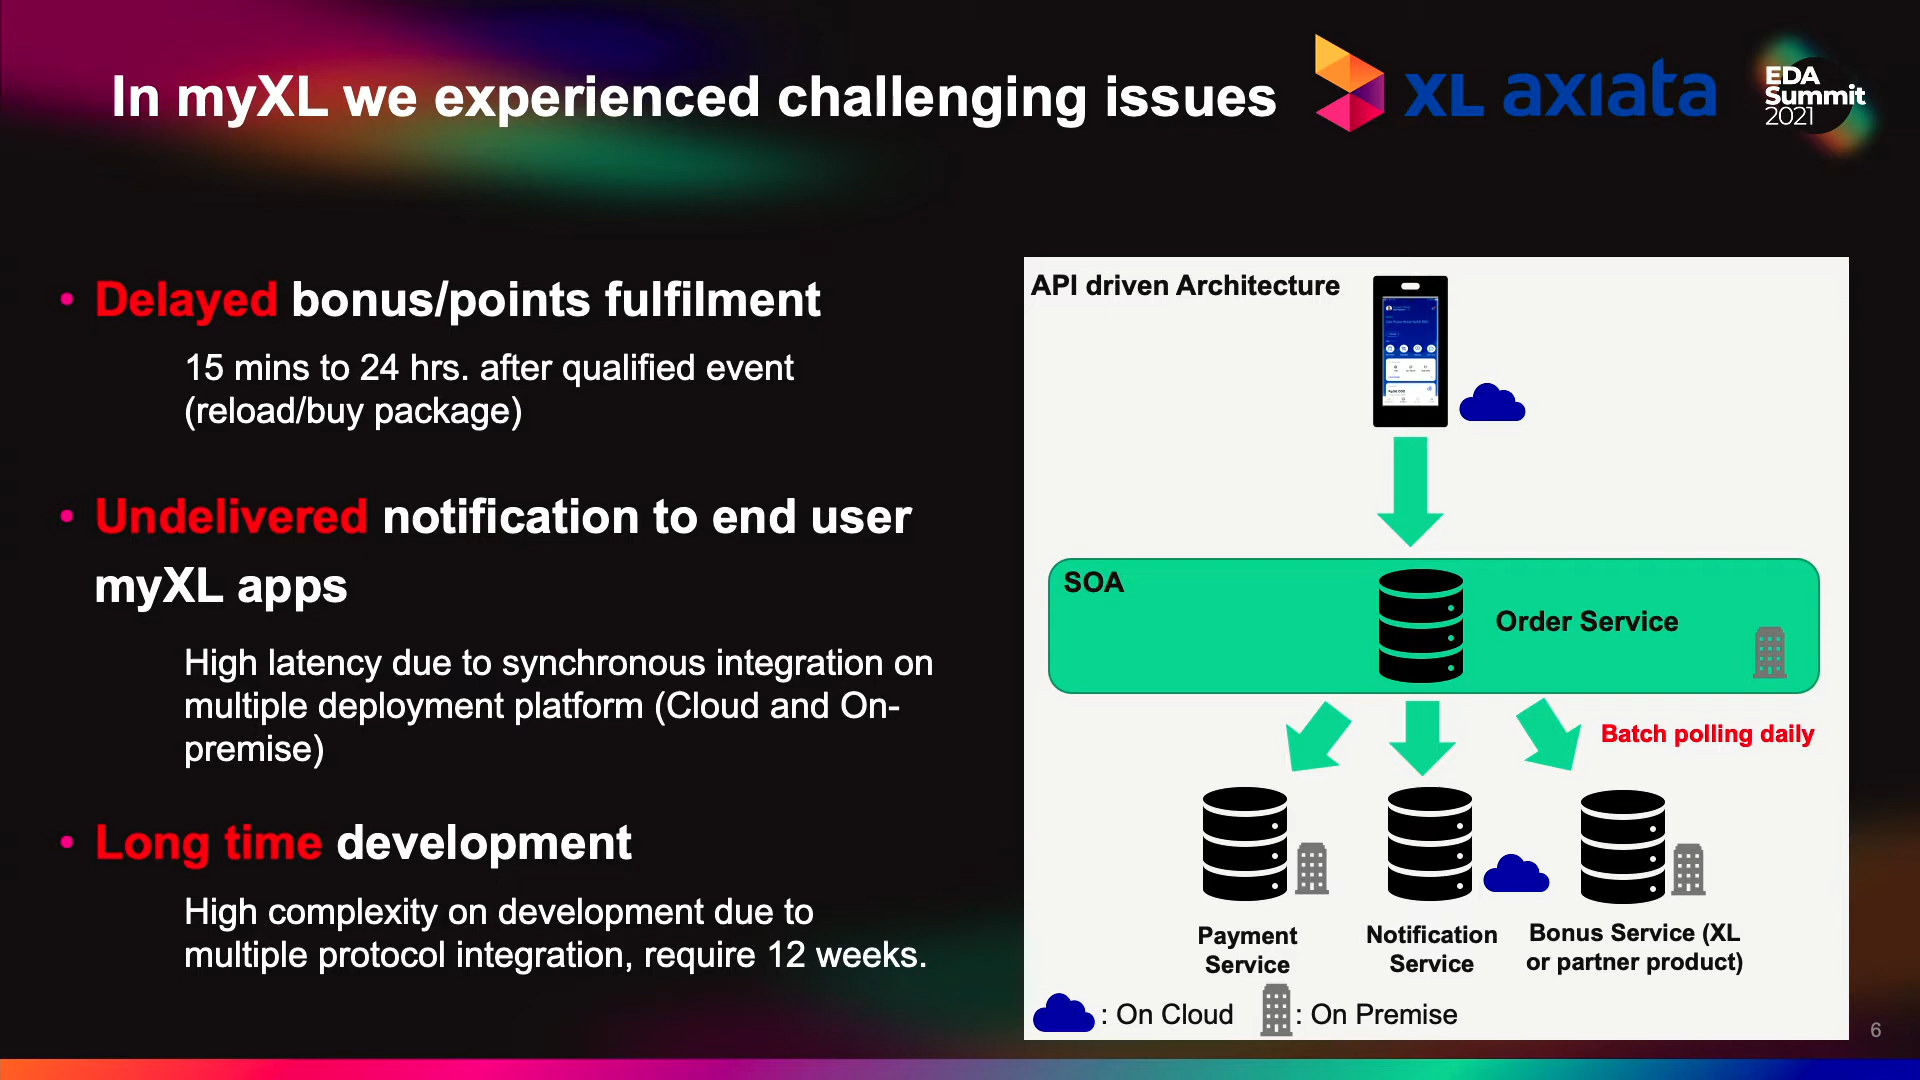 In myXL we experienced challenging issues
XL axiata
EDA
Summit
2021
• Delayed bonus/points fulfilment
15 mins to 24 hrs. after qualified event
(reload/buy package)
• Undelivered notification to end user
myXL apps
High latency due to synchronous integration on
multiple deployment platform (Cloud and On-
premise)
• Long time development
High complexity on development due to
multiple protocol integration, require 12 weeks.
API driven Architecture
SOA
Order Service
Batch polling daily
Payment
Service
Notification
Service
Bonus Service (XL
or partner product)
: On Cloud
: On Premise
6